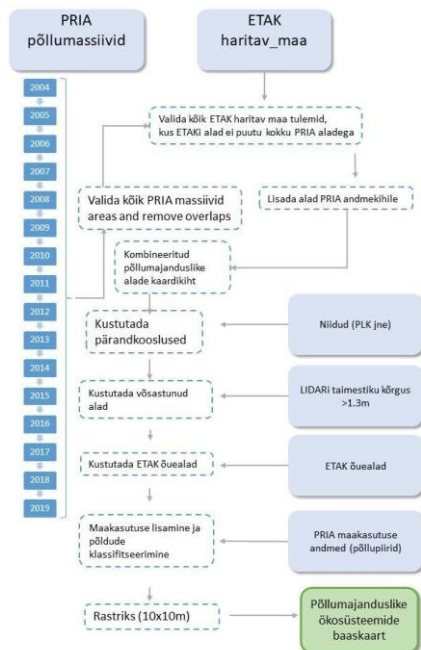 PRIA
põllumassiivid
ETAK
haritav_maa
2004
2005
2006
2007
2008
2009
2010
2011
2012
2013
2014
2015
2016
2017
2018
2019
Valida kõik ETAK haritav maa tulemid,
kus ETAKi alad ei puutu kokku PRIA aladega
Valida kõik PRIA massiivid
areas and remove overlaps
Lisada alad PRIA andmekihile
Kombineeritud
põllumajanduslike
alade kaardikiht
Kustutada
pärandkooslused
Niidud (PLK jne)
Kustutada võsastunud
alad
LIDARi taimestiku kõrgus
>1.3m
Kustutada ETAK õuealad
ETAK õuealad
Maakasutuse lisamine ja
põldude
klassifitseerimine
PRIA maakasutuse
andmed (põllupiirid)
Rastriks (10x10m)
Põllumajanduslike
ökosüsteemide
baaskaart